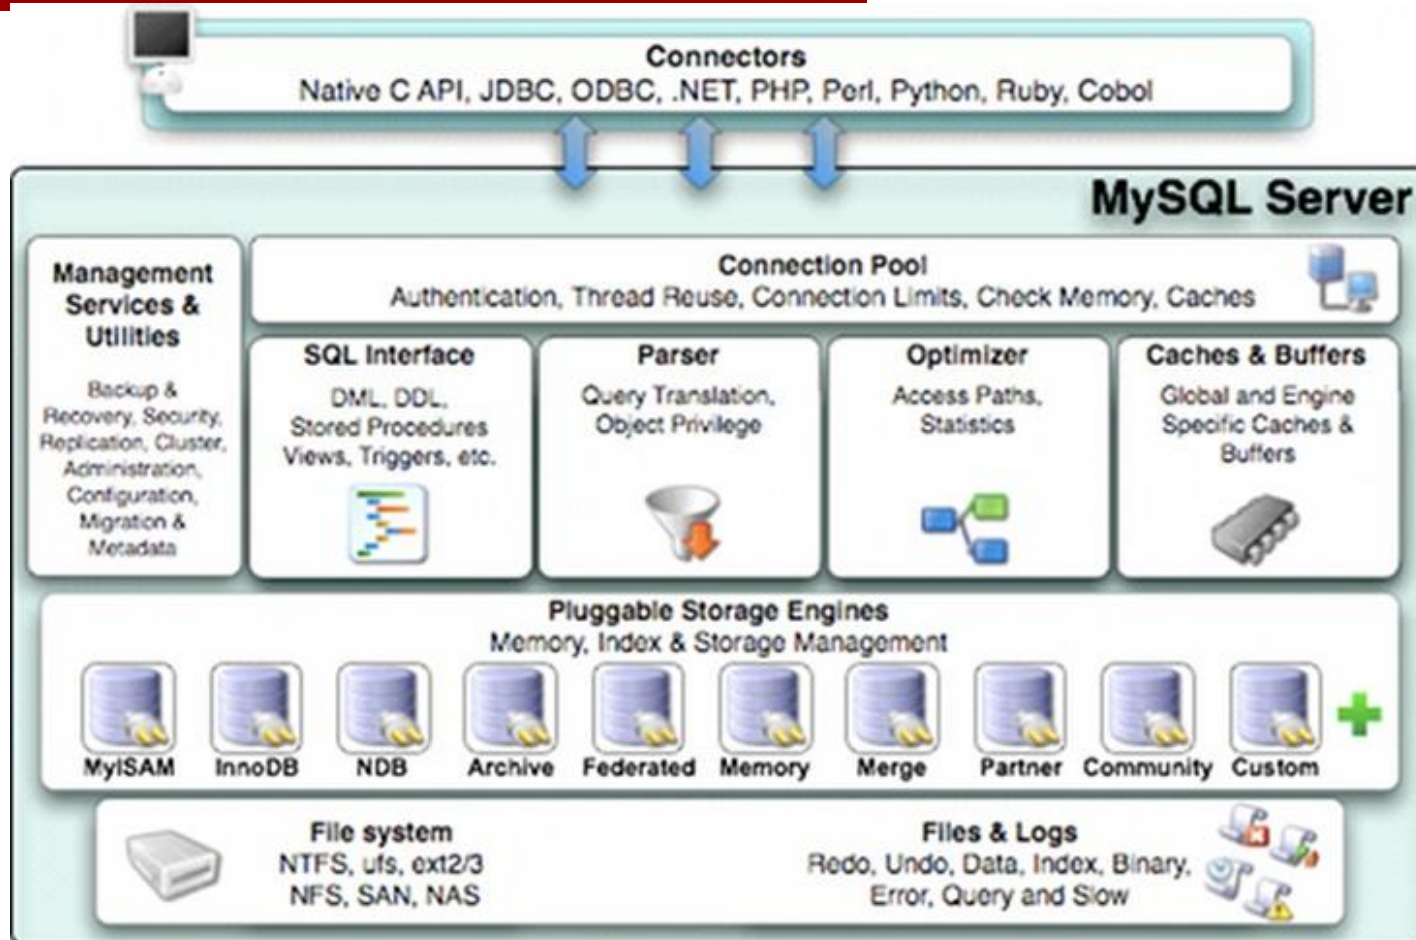 Connectors
Native C API, JDBC, ODBC, .NET, PHP, Perl, Python, Ruby, Cobol
MySQL Server
Management
Services &
Utilities
Backup &
Recovery, Security,
Replication, Cluster,
Administration,
Configuration,
Migration &
Metadata
Connection Pool
Authentication, Thread Reuse, Connection Limits, Check Memory, Caches
SQL Interface
DML, DDL,
Stored Procedures
Views, Triggers, etc.
Parser
Query Translation,
Object Privilege
Optimizer
Access Paths,
Statistics
Caches & Buffers
Global and Engine
Specific Caches &
Buffers
Pluggable Storage Engines
Memory, Index & Storage Management
MyISAM
InnoDB
NDB
Archive
Federated
Memory
Merge
Partner
Community
Custom
File system
NTFS, ufs, ext2/3
NFS, SAN, NAS
Files & Logs
Redo, Undo, Data, Index, Binary,
Error, Query and Slow